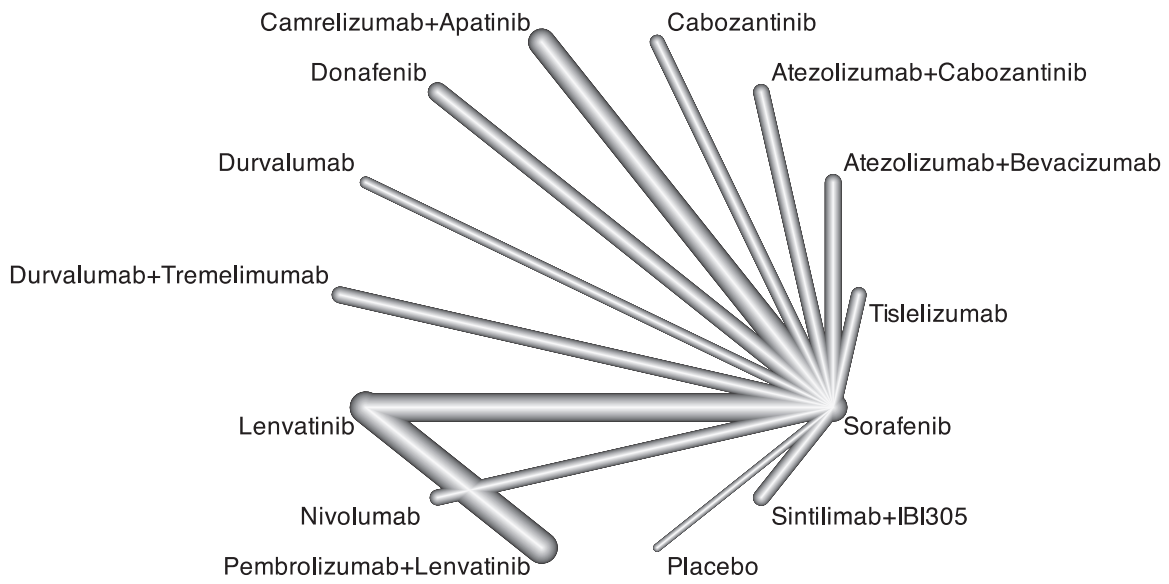 Camrelizumab+Apatinib
Cabozantinib
Donafenib
Atezolizumab+Cabozantinib
Durvalumab
Atezolizumab+Bevacizumab
Durvalumab+Tremelimumab
Tislelizumab
Lenvatinib
Sorafenib
Nivolumab
Sintilimab+IBI305
Pembrolizumab+Lenvatinib
Placebo